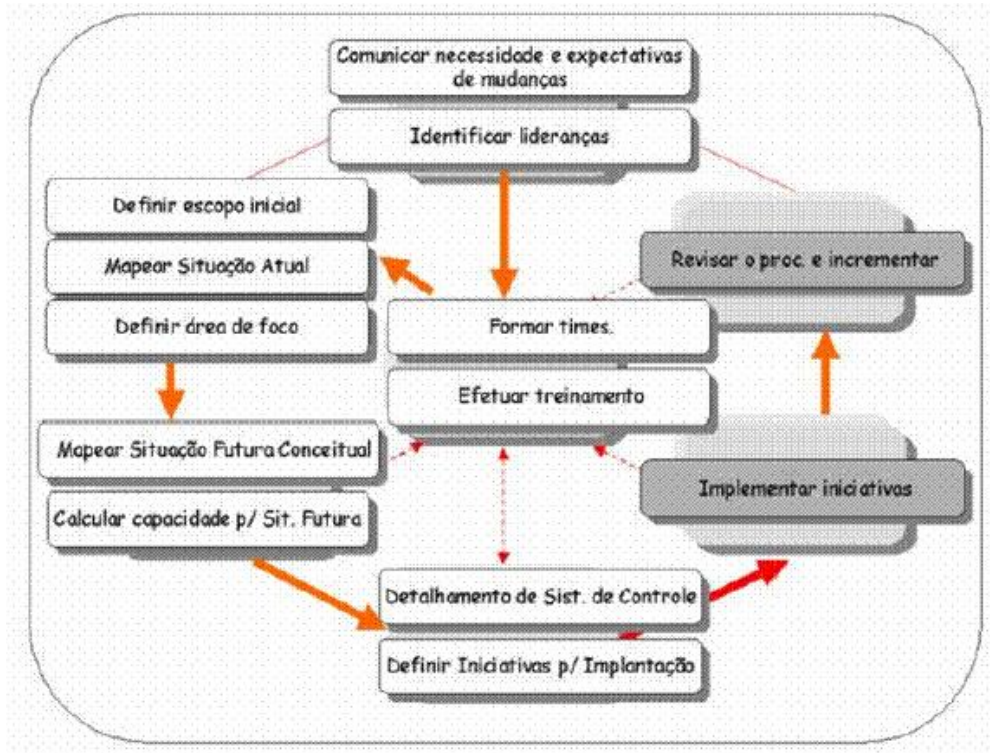 Comunicar necessidade e expectativas
de mudanças
Identificar lideranças
Definir escopo inicial
Mapear Situação Atual
Definir área de foco
Revisar o proc. e incrementar
Formar times.
Efetuar treinamento
Mapear Situação Futura Conceitual
Calcular capacidade p/ Sit. Futura
Implementar iniciativas
Detalhamento de Sist. de Controle
Definir Iniciativas p/ Implantação